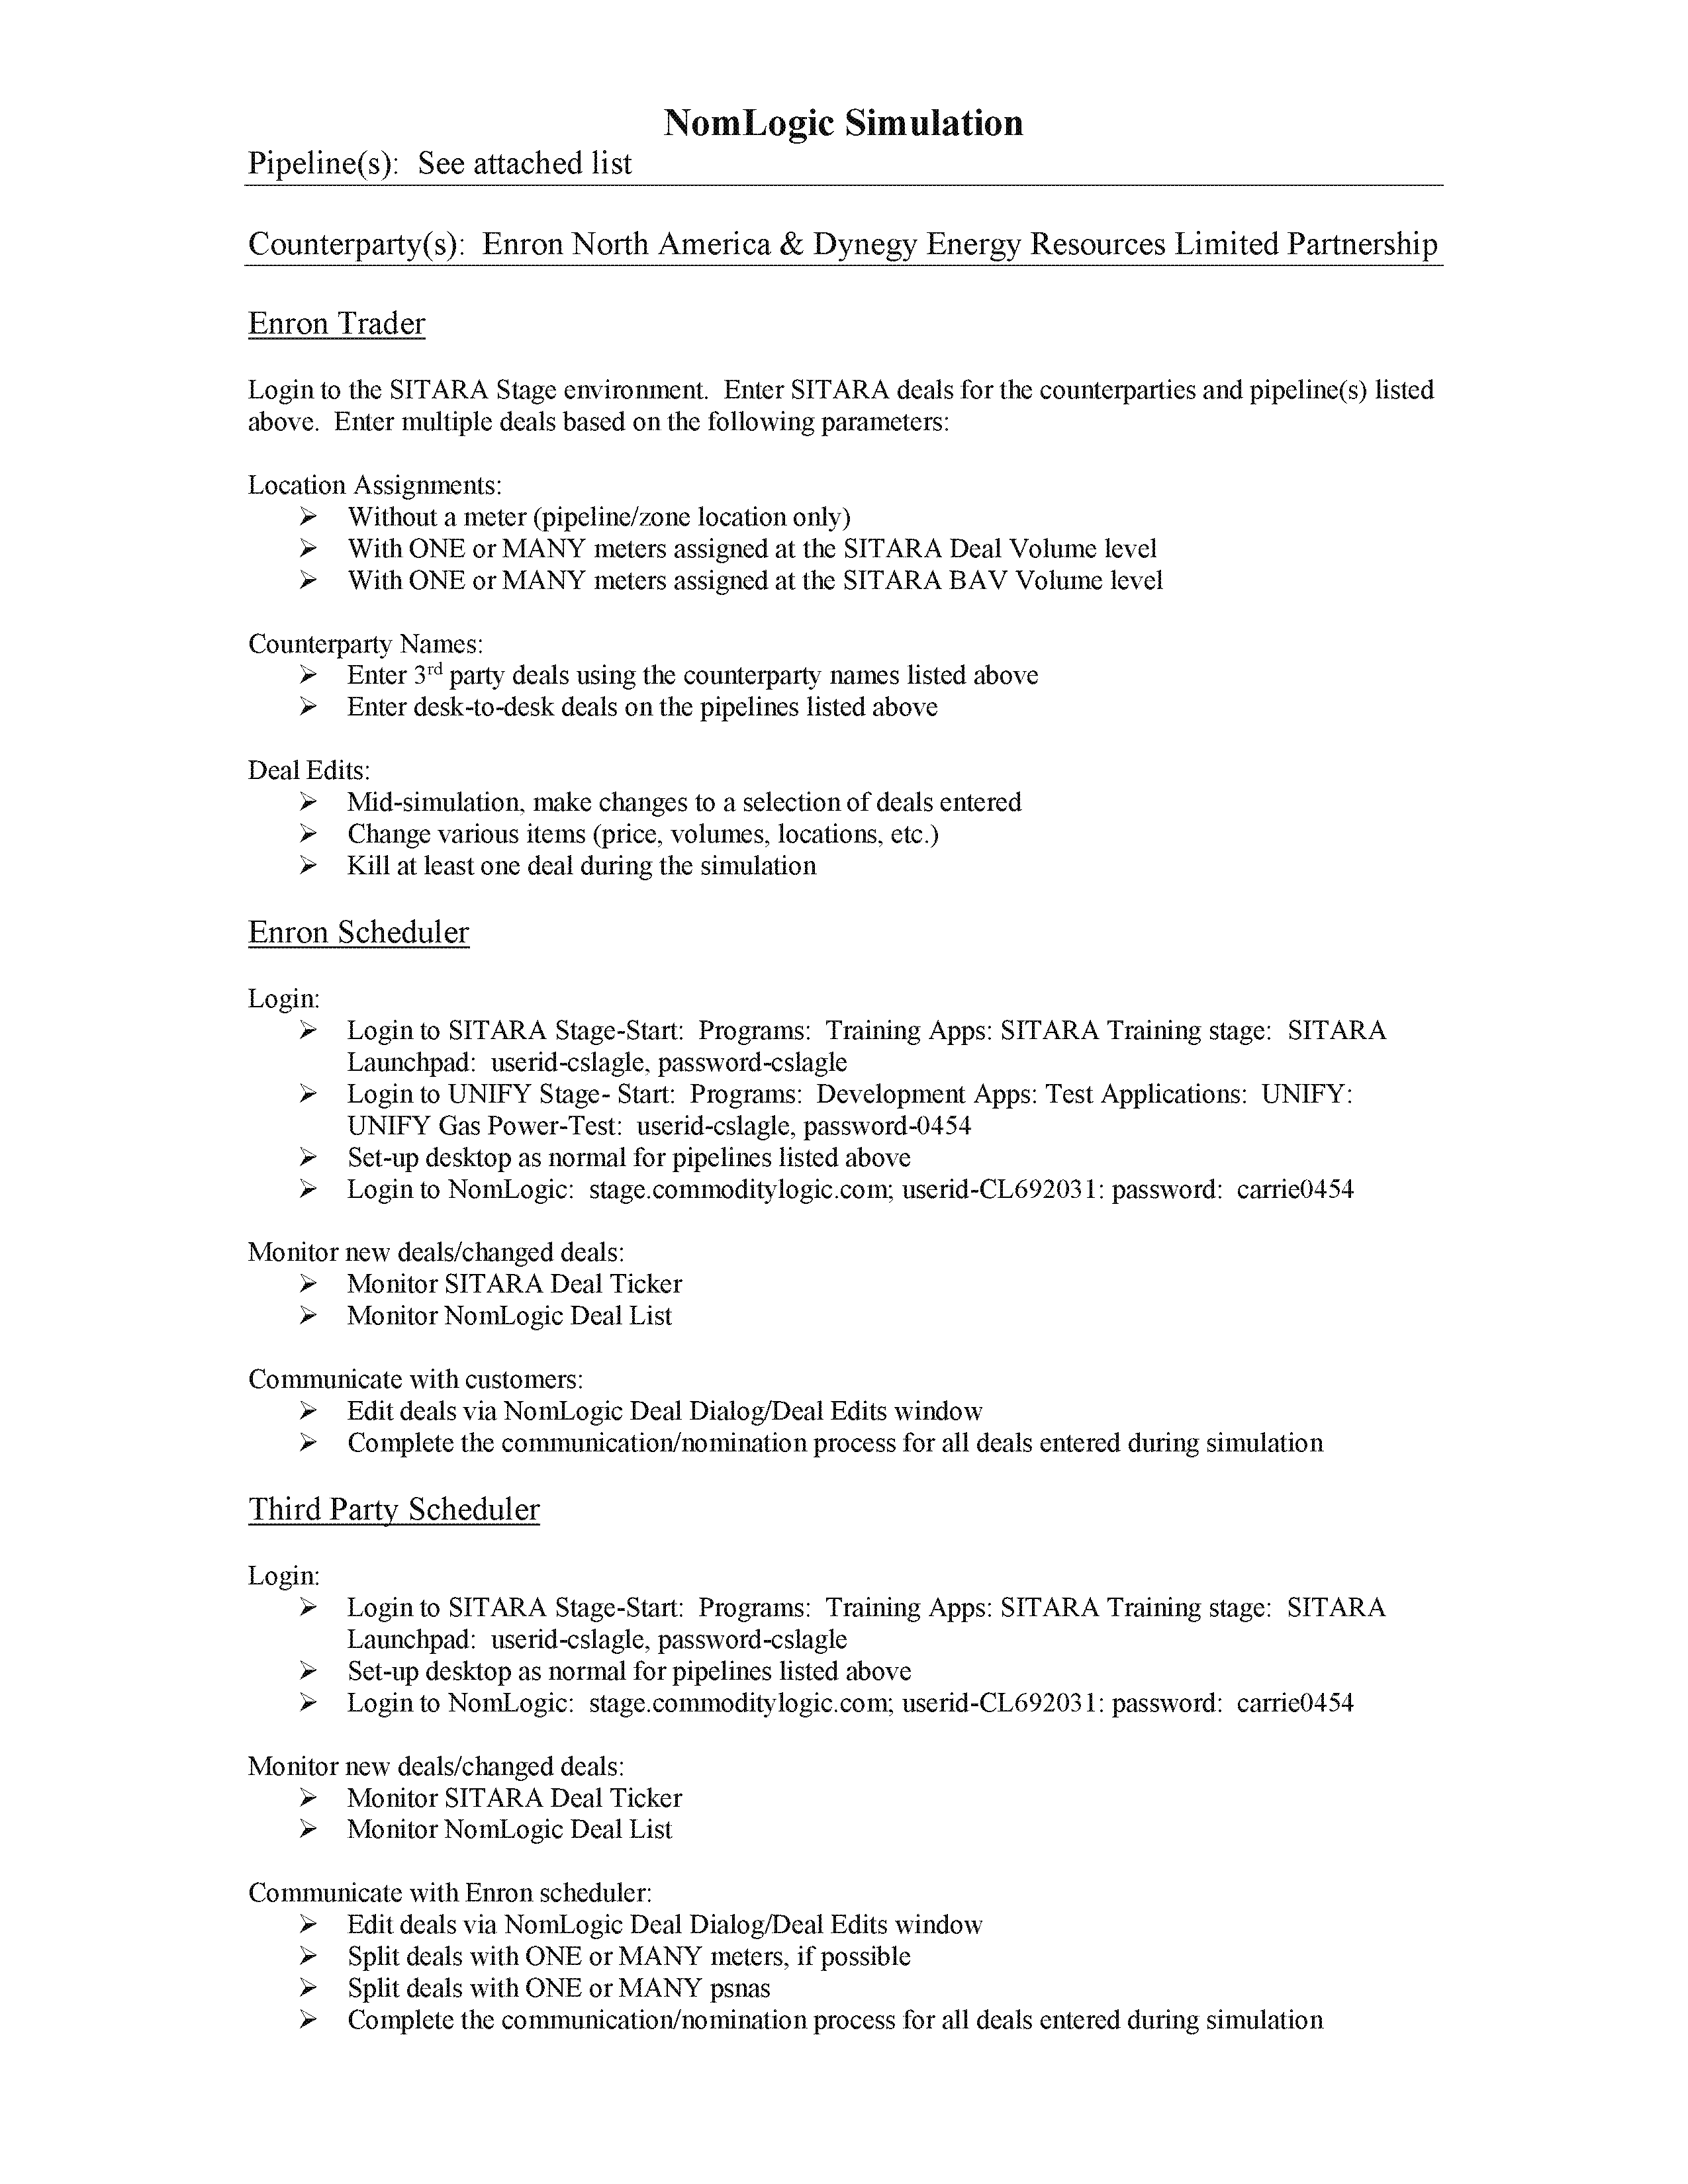 NomLogic Simulation
Pipeline(s):  See attached list
Counterparty(s):  Enron North America & Dynegy Energy Resources Limited Partnership
Enron Trader
Login to the SITARA Stage environment.  Enter SITARA deals for the counterparties and pipeline(s) listed
above.  Enter multiple deals based on the following parameters:
Location Assignments:
➢ Without a meter (pipeline/zone location only)
➢ With ONE or MANY meters assigned at the SITARA Deal Volume level
➢ With ONE or MANY meters assigned at the SITARA BAV Volume level
Counterparty Names:
➢ Enter 3rd party deals using the counterparty names listed above
➢ Enter desk-to-desk deals on the pipelines listed above
Deal Edits:
➢ Mid-simulation, make changes to a selection of deals entered
➢ Change various items (price, volumes, locations, etc.)
➢ Kill at least one deal during the simulation
Enron Scheduler
Login:
➢ Login to SITARA Stage-Start:  Programs:  Training Apps: SITARA Training stage:  SITARA
Launchpad:  userid-cslagle, password-cslagle
➢ Login to UNIFY Stage- Start:  Programs:  Development Apps: Test Applications:  UNIFY:
UNIFY Gas Power-Test:  userid-cslagle, password-0454
➢ Set-up desktop as normal for pipelines listed above
➢ Login to NomLogic:  stage.commoditylogic.com; userid-CL692031: password:  carrie0454
Monitor new deals/changed deals:
➢ Monitor SITARA Deal Ticker
➢ Monitor NomLogic Deal List
Communicate with customers:
➢ Edit deals via NomLogic Deal Dialog/Deal Edits window
➢ Complete the communication/nomination process for all deals entered during simulation
Third Party Scheduler
Login:
➢ Login to SITARA Stage-Start:  Programs:  Training Apps: SITARA Training stage:  SITARA
Launchpad:  userid-cslagle, password-cslagle
➢ Set-up desktop as normal for pipelines listed above
➢ Login to NomLogic:  stage.commoditylogic.com; userid-CL692031: password:  carrie0454
Monitor new deals/changed deals:
➢ Monitor SITARA Deal Ticker
➢ Monitor NomLogic Deal List
Communicate with Enron scheduler:
➢ Edit deals via NomLogic Deal Dialog/Deal Edits window
➢ Split deals with ONE or MANY meters, if possible
➢ Split deals with ONE or MANY psnas
➢ Complete the communication/nomination process for all deals entered during simulation